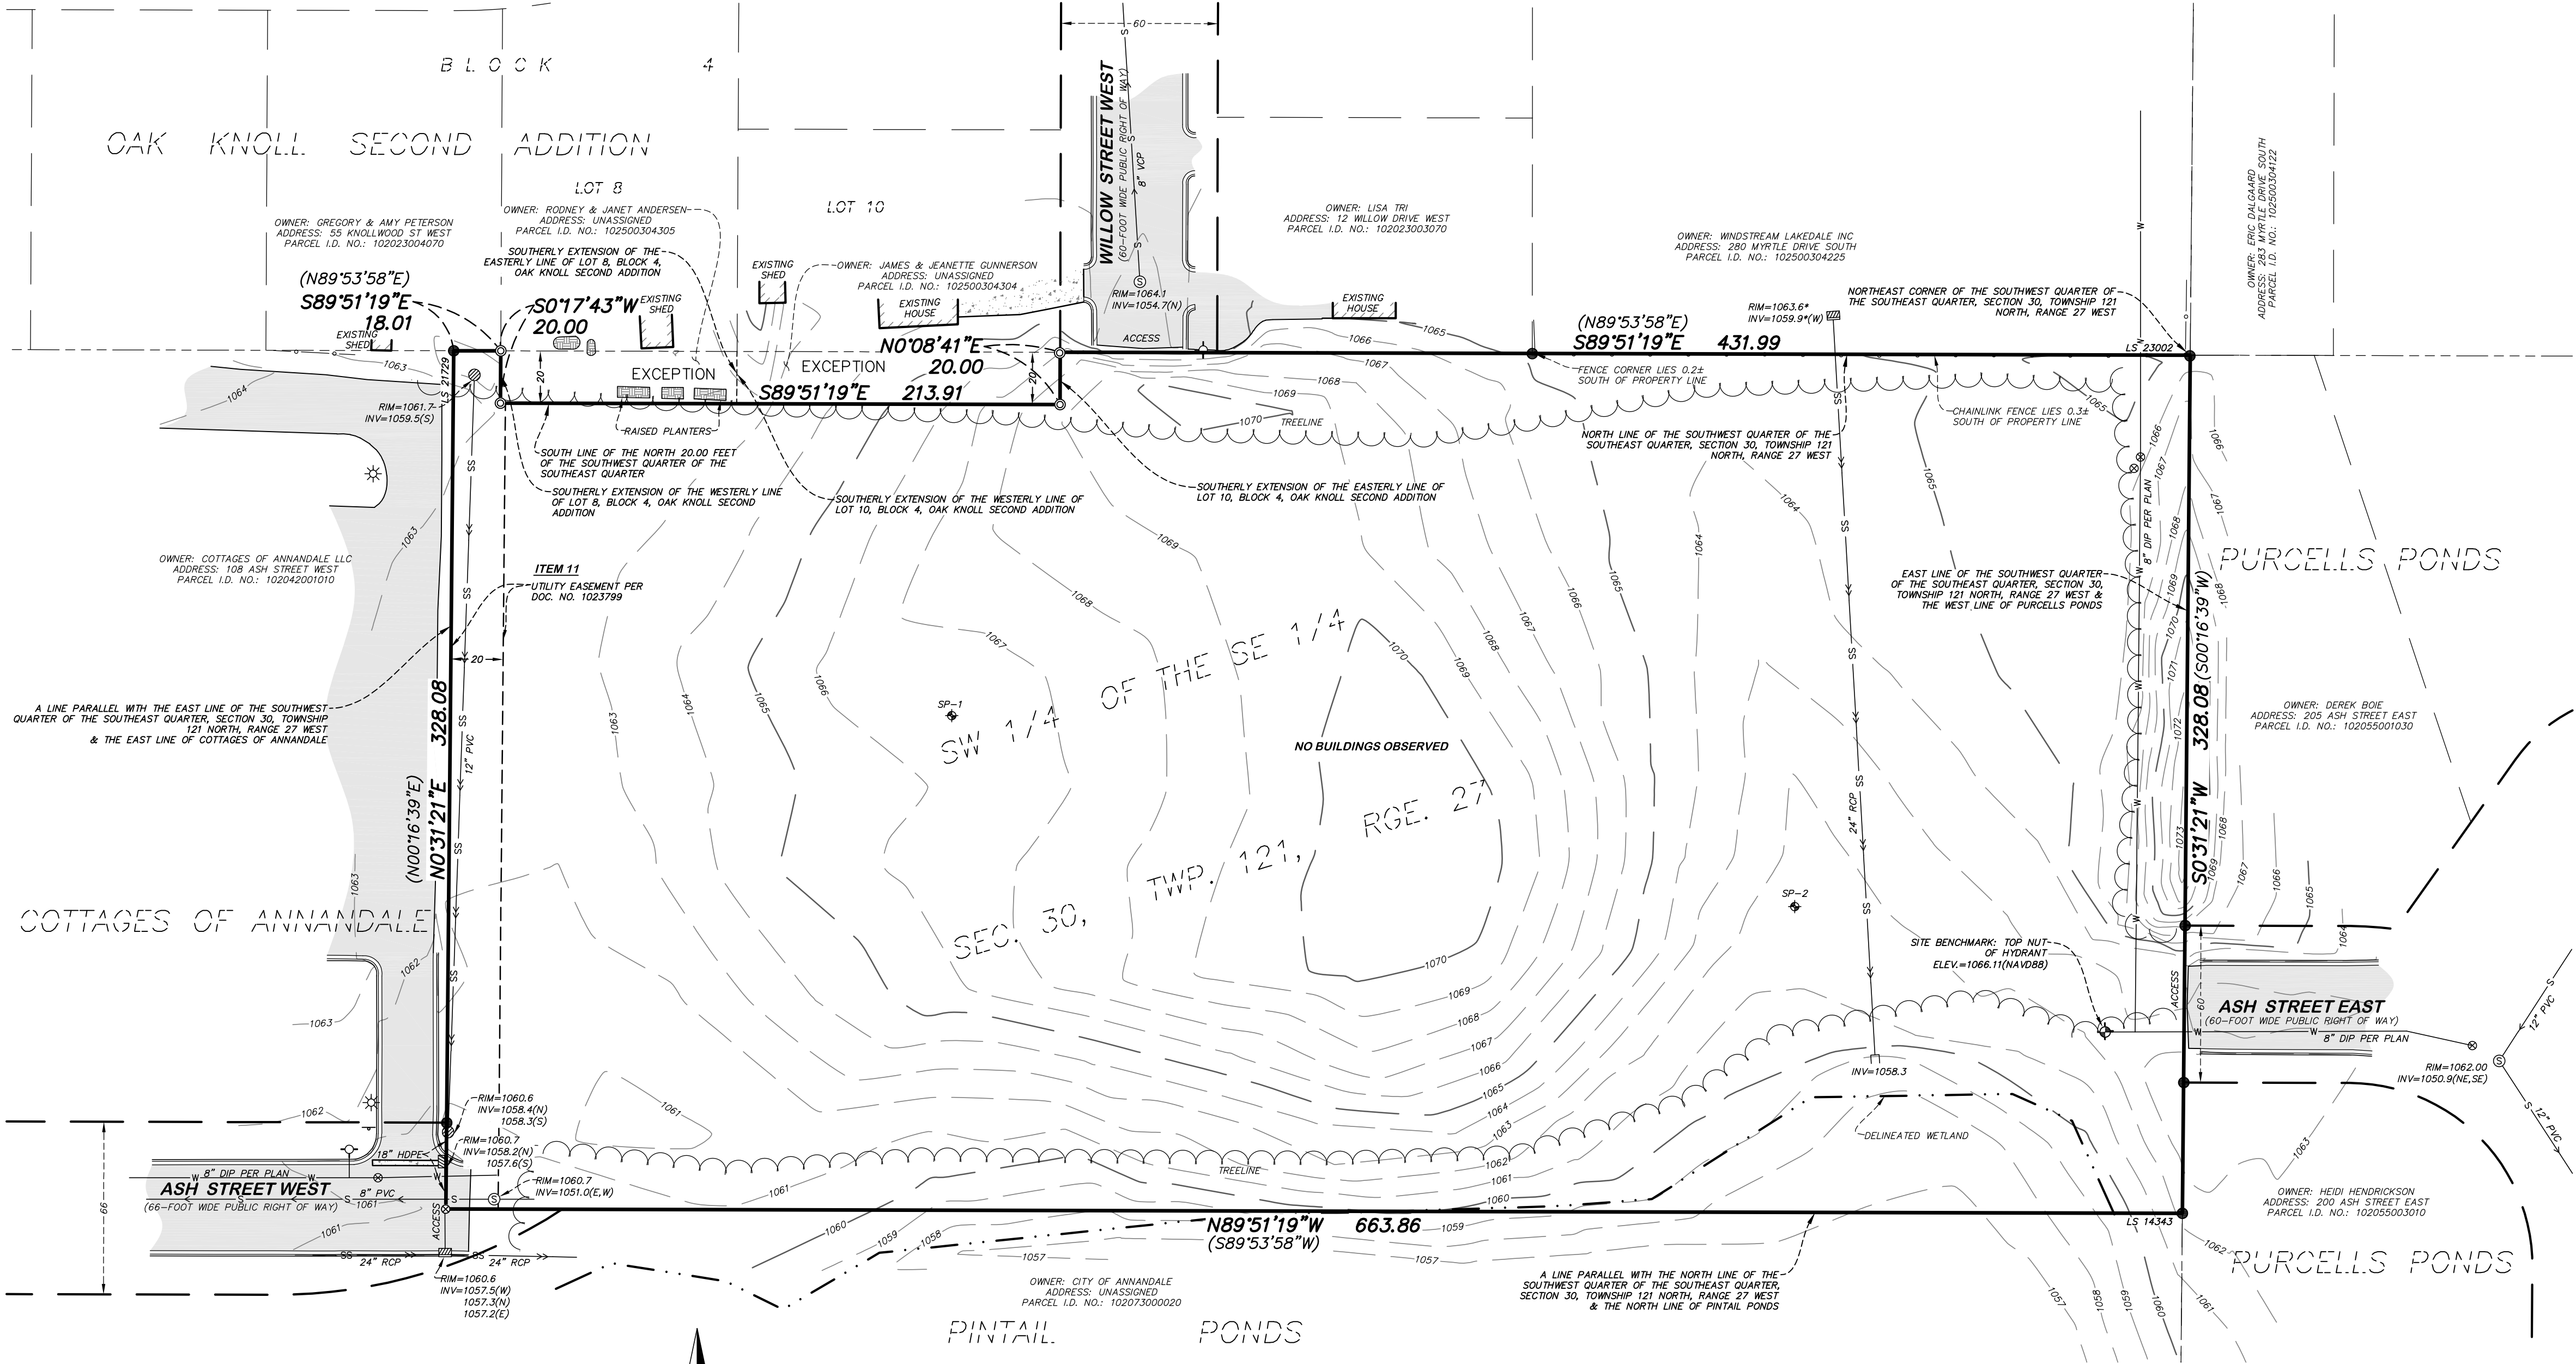 60
B L O C K 4
OAK KNOLL SECOND ADDITION
LOT 8
LOT 10
WILLOW STREET WEST
(60-FOOT WIDE PUBLIC RIGHT OF WAY)
8" VCP
OWNER: GREGORY & AMY PETERSON
ADDRESS: 55 KNOLLWOOD ST WEST
PARCEL I.D. NO.: 102023004070
OWNER: RODNEY & JANET ANDERSEN
ADDRESS: UNASSIGNED
PARCEL I.D. NO.: 102500304305
SOUTHERLY EXTENSION OF THE
EASTERLY LINE OF LOT 8, BLOCK 4,
OAK KNOLL SECOND ADDITION
OWNER: JAMES & JEANETTE GUNNERSON
ADDRESS: UNASSIGNED
PARCEL I.D. NO.: 102500304304
OWNER: LISA TRI
ADDRESS: 12 WILLOW DRIVE WEST
PARCEL I.D. NO.: 102023003070
OWNER: WINDSTREAM LAKEDALE INC
ADDRESS: 280 MYRTLE DRIVE SOUTH
PARCEL I.D. NO.: 102500304225
OWNER: ERIC DALGAARD
ADDRESS: 283 MYRTLE DRIVE SOUTH
PARCEL I.D. NO.: 102500304122
NORTHEAST CORNER OF THE SOUTHWEST QUARTER OF
THE SOUTHEAST QUARTER, SECTION 30, TOWNSHIP 121
NORTH, RANGE 27 WEST
(N89°53'58"E)
S89°51'19"E
18.01
S0°17'43"W
20.00
EXISTING
SHED
EXISTING
SHED
EXISTING
SHED
EXISTING
HOUSE
EXISTING
HOUSE
RIM=1064.1
INV=1054.7(N)
ACCESS
RIM=1063.6*
INV=1059.9*(W)
(N89°53'58"E)
S89°51'19"E 431.99
LS 23002
LS 21729
N0°08'41"E
20.00
20
20
EXCEPTION
EXCEPTION
S89°51'19"E 213.91
RAISED PLANTERS
RIM=1061.7
INV=1059.5(S)
FENCE CORNER LIES 0.2±
SOUTH OF PROPERTY LINE
CHAINLINK FENCE LIES 0.3±
SOUTH OF PROPERTY LINE
TREELINE
SOUTH LINE OF THE NORTH 20.00 FEET
OF THE SOUTHWEST QUARTER OF THE
SOUTHEAST QUARTER
SOUTHERLY EXTENSION OF THE WESTERLY LINE
OF LOT 8, BLOCK 4, OAK KNOLL SECOND
ADDITION
SOUTHERLY EXTENSION OF THE WESTERLY LINE OF
LOT 10, BLOCK 4, OAK KNOLL SECOND ADDITION
SOUTHERLY EXTENSION OF THE EASTERLY LINE OF
LOT 10, BLOCK 4, OAK KNOLL SECOND ADDITION
NORTH LINE OF THE SOUTHWEST QUARTER OF THE
SOUTHEAST QUARTER, SECTION 30, TOWNSHIP 121
NORTH, RANGE 27 WEST
8" DIP PER PLAN
OWNER: COTTAGES OF ANNANDALE LLC
ADDRESS: 108 ASH STREET WEST
PARCEL I.D. NO.: 102042001010
ITEM 11
UTILITY EASEMENT PER
DOC. NO. 1023799
20
EAST LINE OF THE SOUTHWEST QUARTER
OF THE SOUTHEAST QUARTER, SECTION 30,
TOWNSHIP 121 NORTH, RANGE 27 WEST &
THE WEST LINE OF PURCELLS PONDS
PURCELLS PONDS
A LINE PARALLEL WITH THE EAST LINE OF THE SOUTHWEST
QUARTER OF THE SOUTHEAST QUARTER, SECTION 30, TOWNSHIP
121 NORTH, RANGE 27 WEST
& THE EAST LINE OF COTTAGES OF ANNANDALE
(N00°16'39"E)
N0°31'21"E 328.08
12" PVC
SP-1
SW 1/4 OF THE SE 1/4
SEC. 30, TWP. 121, RGE. 27
NO BUILDINGS OBSERVED
24" RCP
SP-2
S0°31'21"W 328.08 (S00°16'39"W)
OWNER: DEREK BOIE
ADDRESS: 205 ASH STREET EAST
PARCEL I.D. NO.: 102055001030
COTTAGES OF ANNANDALE
SITE BENCHMARK: TOP NUT
OF HYDRANT
ELEV.=1066.11(NAVD88)
ACCESS
60
ASH STREET EAST
(60-FOOT WIDE PUBLIC RIGHT OF WAY)
8" DIP PER PLAN
12" PVC
12" PVC
RIM=1062.00
INV=1050.9(NE,SE)
INV=1058.3
DELINEATED WETLAND
RIM=1060.6
INV=1058.4(N)
1058.3(S)
RIM=1060.7
INV=1058.2(N)
1057.6(S)
18" HDPE
8" DIP PER PLAN
ASH STREET WEST
8" PVC
(66-FOOT WIDE PUBLIC RIGHT OF WAY)
66
ACCESS
RIM=1060.7
INV=1051.0(E,W)
TREELINE
24" RCP
24" RCP
RIM=1060.6
INV=1057.5(W)
1057.3(N)
1057.2(E)
N89°51'19"W 663.86
(S89°53'58"W)
LS 14343
OWNER: CITY OF ANNANDALE
ADDRESS: UNASSIGNED
PARCEL I.D. NO.: 102073000020
A LINE PARALLEL WITH THE NORTH LINE OF THE
SOUTHWEST QUARTER OF THE SOUTHEAST QUARTER,
SECTION 30, TOWNSHIP 121 NORTH, RANGE 27 WEST
& THE NORTH LINE OF PINTAIL PONDS
OWNER: HEIDI HENDRICKSON
ADDRESS: 200 ASH STREET EAST
PARCEL I.D. NO.: 102055003010
PURCELLS PONDS
PINTAIL PONDS